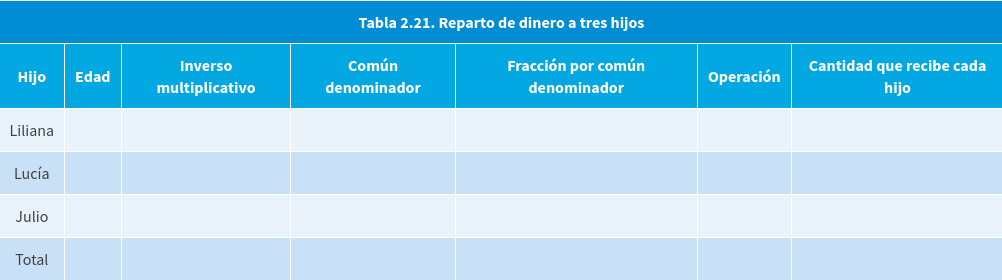 Tabla 2.21. Reparto de dinero a tres hijos
Hijo
Edad
Inverso
multiplicativo
Común
denominador
Fracción por común
denominador
Operación
Cantidad que recibe cada
hijo
Liliana
Lucía
Julio
Total